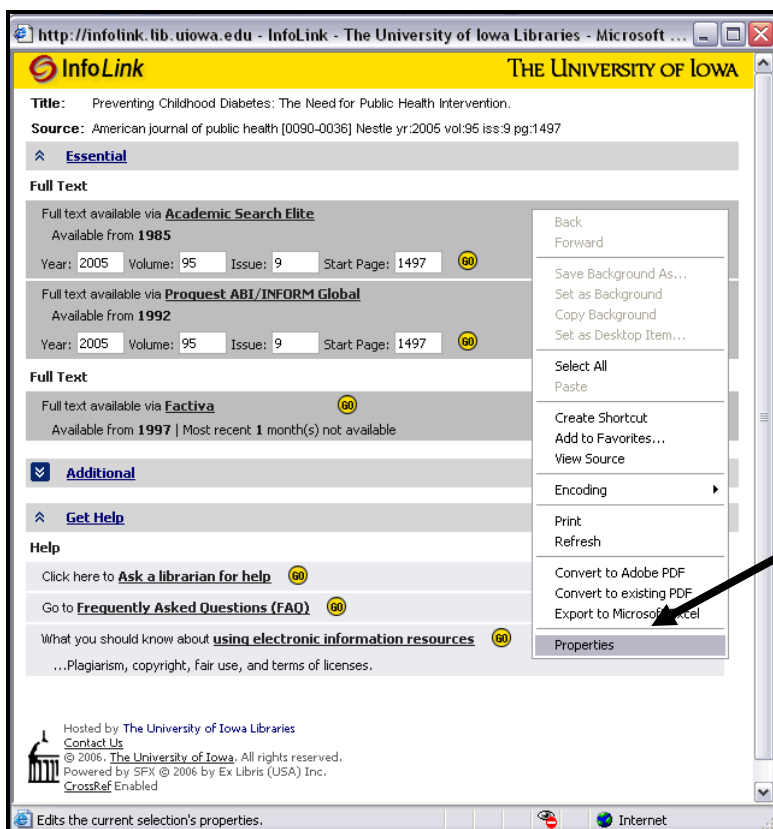 http://infolink.lib.uiowa.edu - InfoLink - The University of Iowa Libraries - Microsoft ...
InfoLink
THE UNIVERSITY OF IOWA
Title: Preventing Childhood Diabetes: The Need for Public Health Intervention.
Source: American journal of public health [0090-0036] Nestle yr:2005 vol:95 iss:9 pg:1497
Essential
Full Text
Full text available via Academic Search Elite
Available from 1985
Year: 2005 Volume: 95 Issue: 9 Start Page: 1497 GO
Full text available via Proquest ABI/INFORM Global
Available from 1992
Year: 2005 Volume: 95 Issue: 9 Start Page: 1497 GO
Full Text
Full text available via Factiva GO
Available from 1997 | Most recent 1 month(s) not available
Additional
Get Help
Help
Click here to Ask a librarian for help GO
Go to Frequently Asked Questions (FAQ) GO
What you should know about using electronic information resources GO
...Plagiarism, copyright, fair use, and terms of licenses.
Back
Forward
Save Background As...
Set as Background
Copy Background
Set as Desktop Item...
Select All
Paste
Create Shortcut
Add to Favorites...
View Source
Encoding
Print
Refresh
Convert to Adobe PDF
Convert to existing PDF
Export to Microsoft Excel
Properties
Hosted by The University of Iowa Libraries
Contact Us
© 2006. The University of Iowa. All rights reserved.
Powered by SFX © 2006 by Ex Libris (USA) Inc.
CrossRef Enabled
Edits the current selection's properties.
Internet